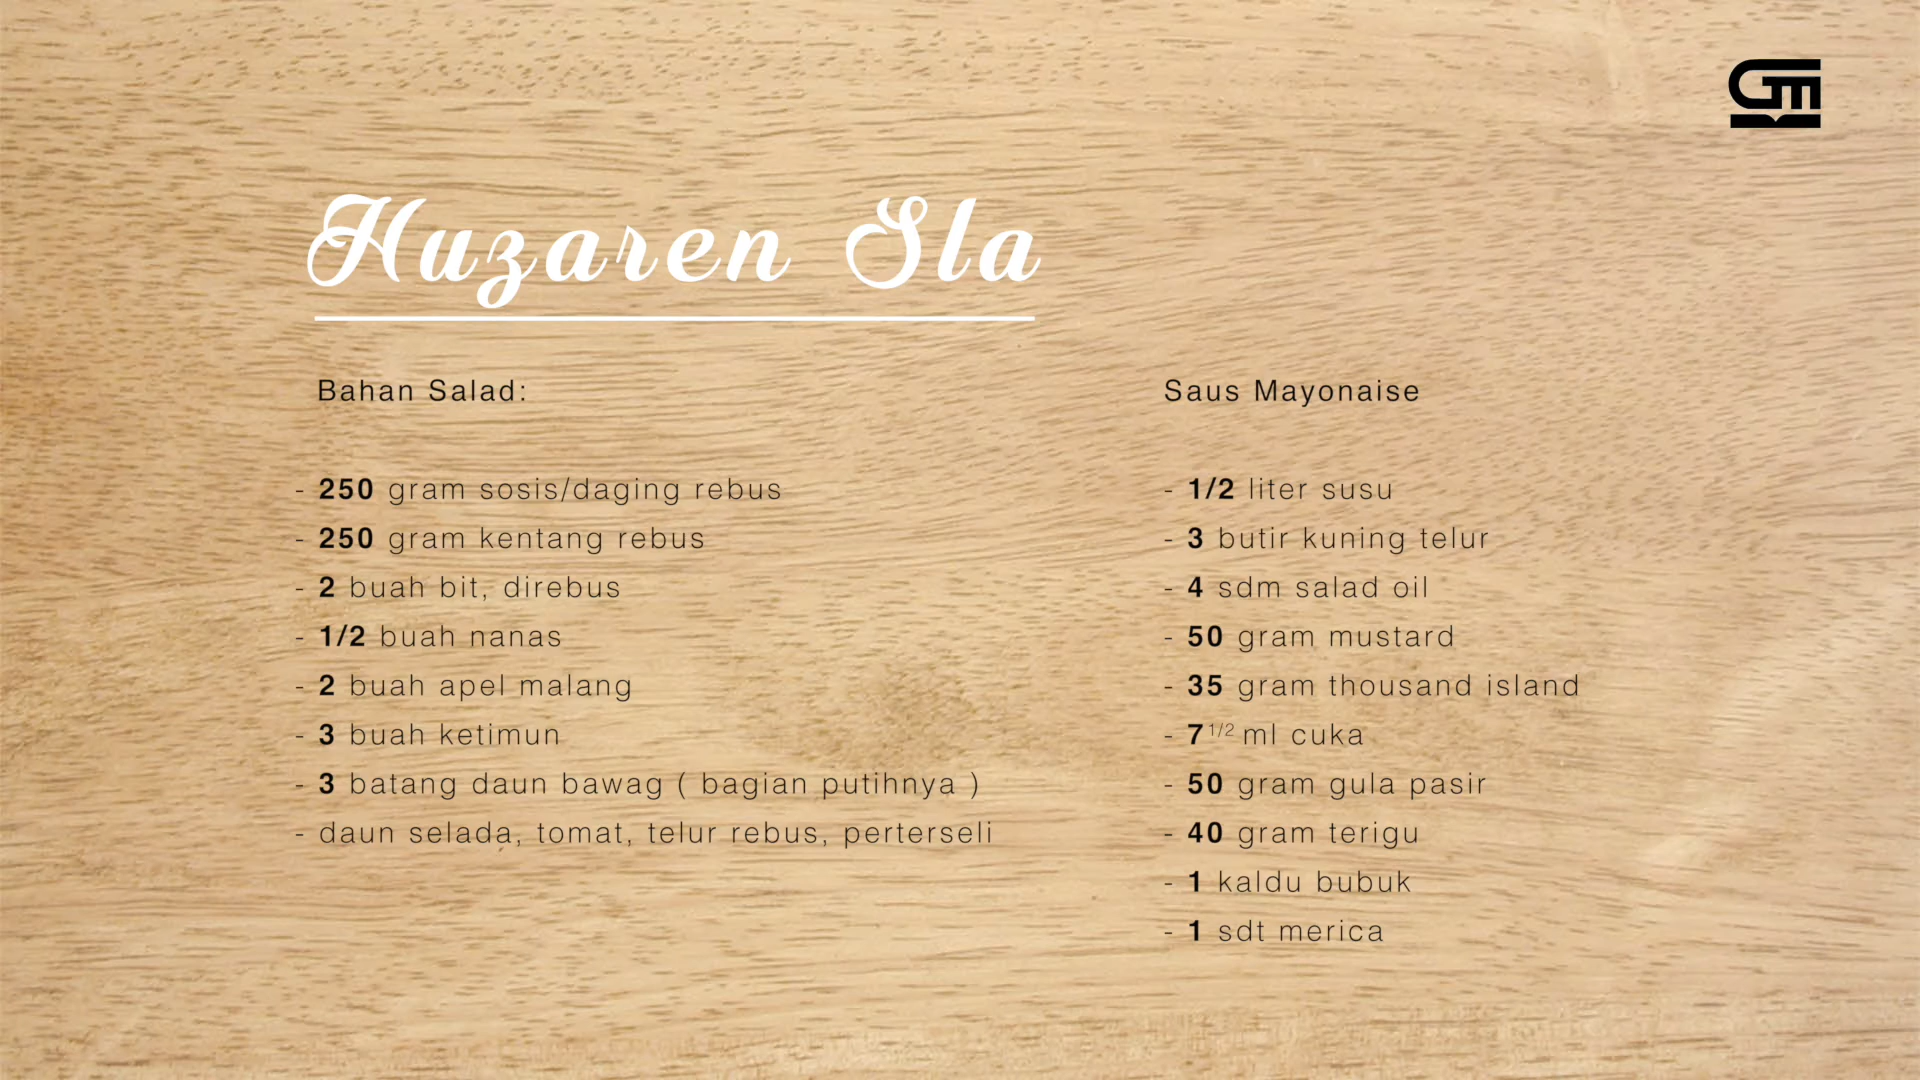 Huzaren Sla
Bahan Salad:
- 250 gram sosis/daging rebus
- 250 gram kentang rebus
- 2 buah bit, direbus
- 1/2 buah nanas
- 2 buah apel malang
- 3 buah ketimun
- 3 batang daun bawag ( bagian putihnya )
- daun selada, tomat, telur rebus, perterseli
Saus Mayonaise
- 1/2 liter susu
- 3 butir kuning telur
- 4 sdm salad oil
- 50 gram mustard
- 35 gram thousand island
- 7 1/2 ml cuka
- 50 gram gula pasir
- 40 gram terigu
- 1 kaldu bubuk
- 1 sdt merica